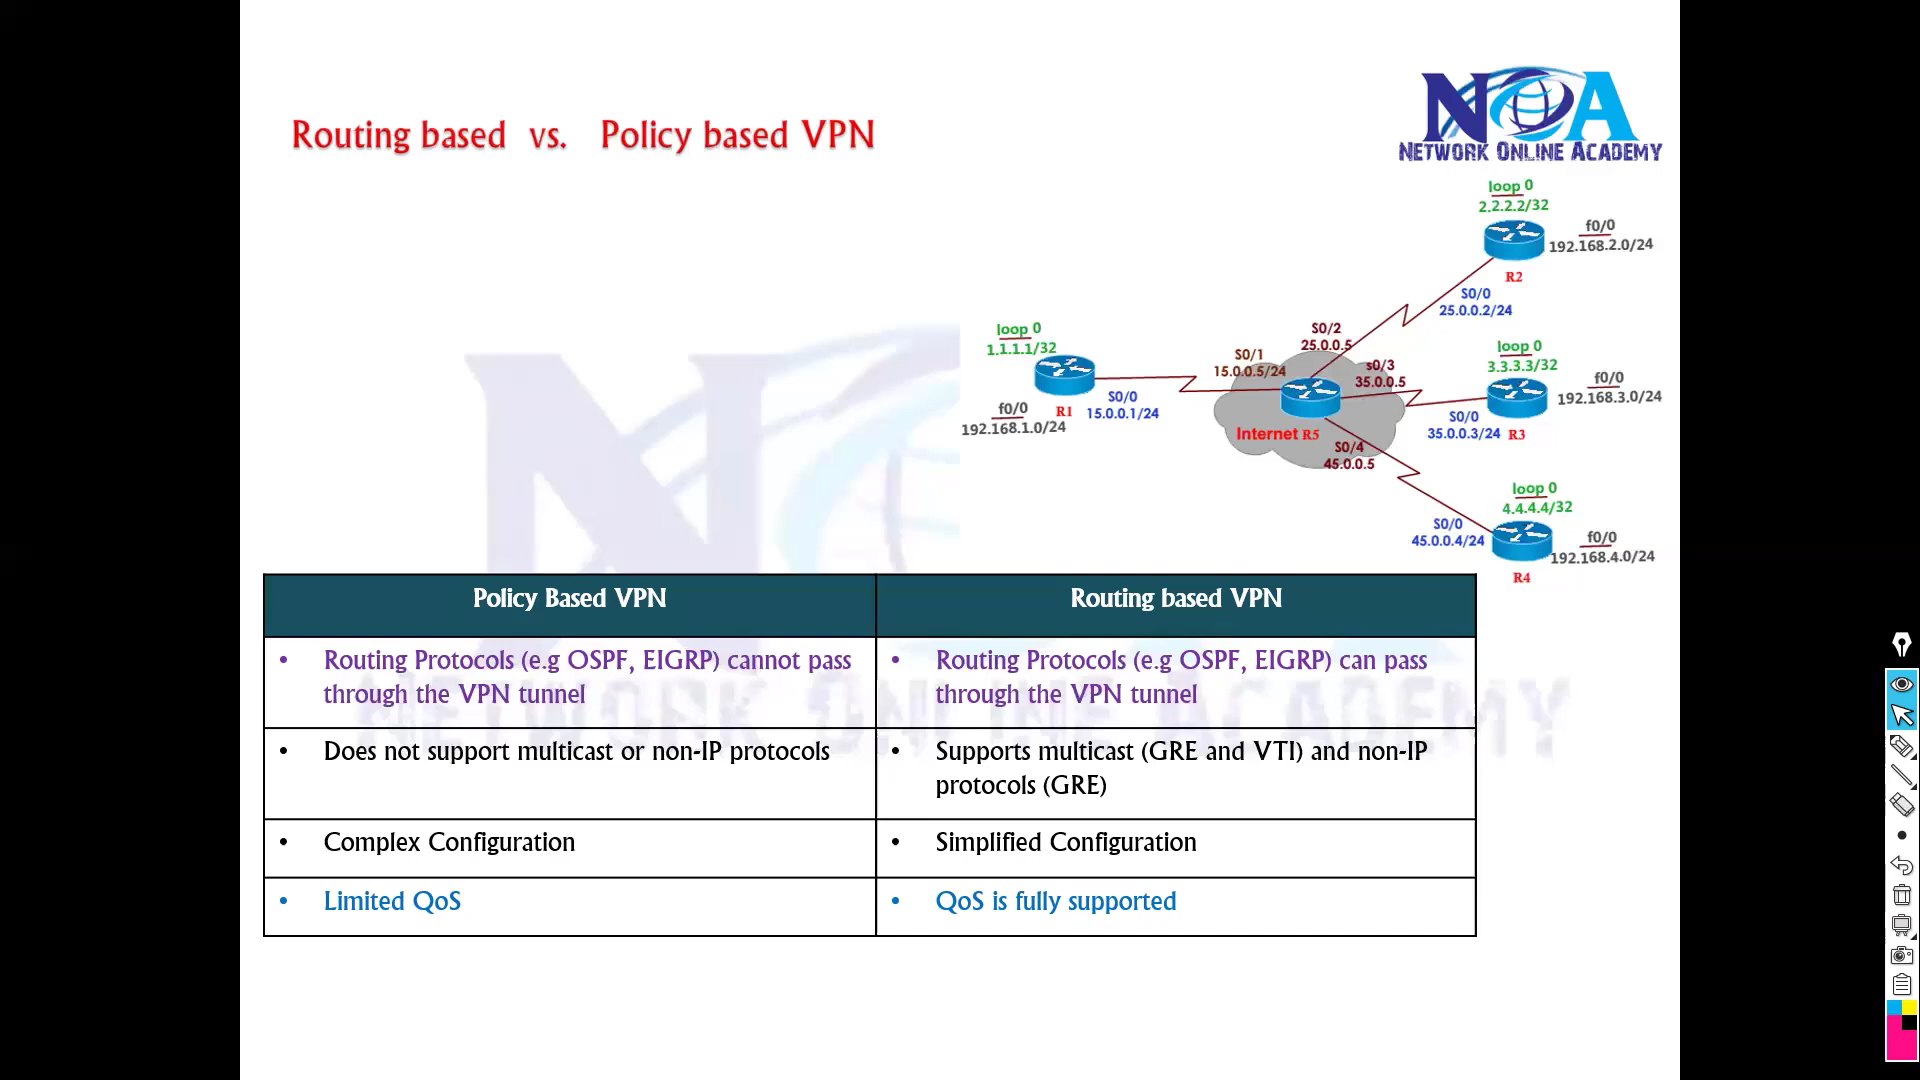 Routing based vs. Policy based VPN
NOA
NETWORK ONLINE ACADEMY
loop 0
2.2.2.2/32
f0/0
192.168.2.0/24
R2
S0/0
25.0.0.2/24
S0/2
25.0.0.5
loop 0
1.1.1.1/32
S0/1
15.0.0.5/24
s0/3
35.0.0.5
loop 0
3.3.3.3/32
f0/0
192.168.3.0/24
f0/0
192.168.1.0/24
R1
S0/0
15.0.0.1/24
Internet R5
S0/0
35.0.0.3/24
R3
S0/4
45.0.0.5
loop 0
4.4.4.4/32
S0/0
45.0.0.4/24
f0/0
192.168.4.0/24
R4
Policy Based VPN
Routing based VPN
• Routing Protocols (e.g OSPF, EIGRP) cannot pass
through the VPN tunnel
• Routing Protocols (e.g OSPF, EIGRP) can pass
through the VPN tunnel
• Does not support multicast or non-IP protocols
• Supports multicast (GRE and VTI) and non-IP
protocols (GRE)
• Complex Configuration
• Simplified Configuration
• Limited QoS
• QoS is fully supported
NETWORK ONLINE ACADEMY